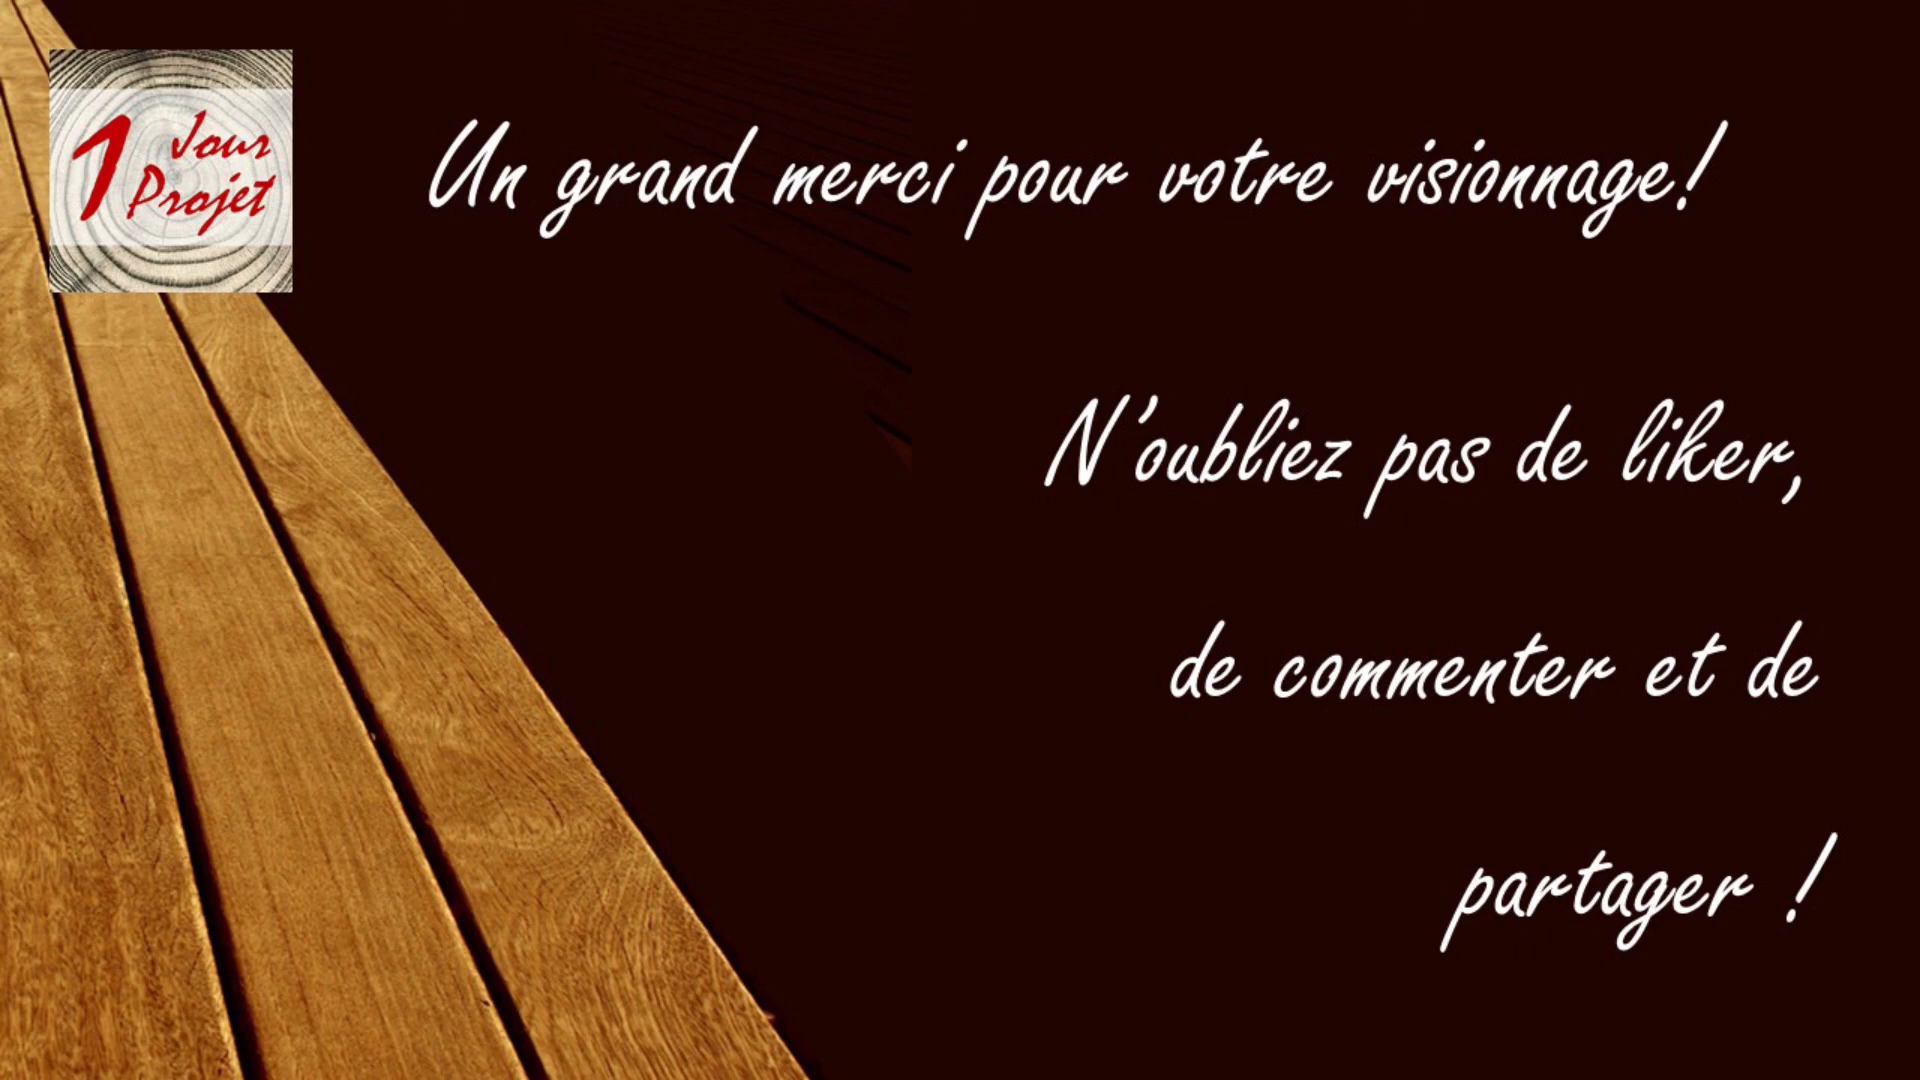 1 Jour
Projet
Un grand merci pour votre visionnage!
N'oubliez pas de liker,
de commenter et de
partager !